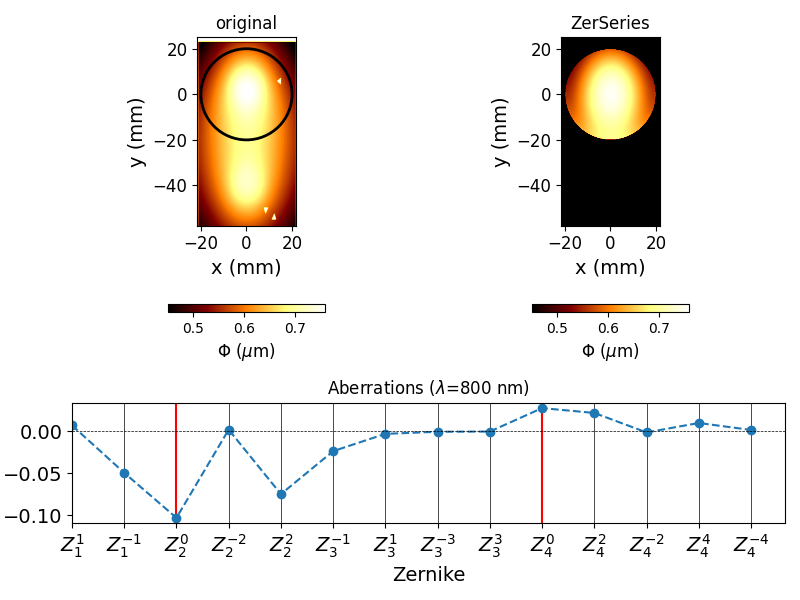 original
ZerSeries
20
0
−20
−40
y (mm)
−20 0 20
x (mm)
20
0
−20
−40
y (mm)
−20 0 20
x (mm)
0.5 0.6 0.7
Φ (μm)
0.5 0.6 0.7
Φ (μm)
Aberrations (λ=800 nm)
0.00
−0.05
−0.10
Z₁¹ Z₁⁻¹ Z₂⁰ Z₂⁻² Z₂² Z₃⁻¹ Z₃¹ Z₃⁻³ Z₃³ Z₄⁰ Z₄² Z₄⁻² Z₄⁴ Z₄⁻⁴
Zernike